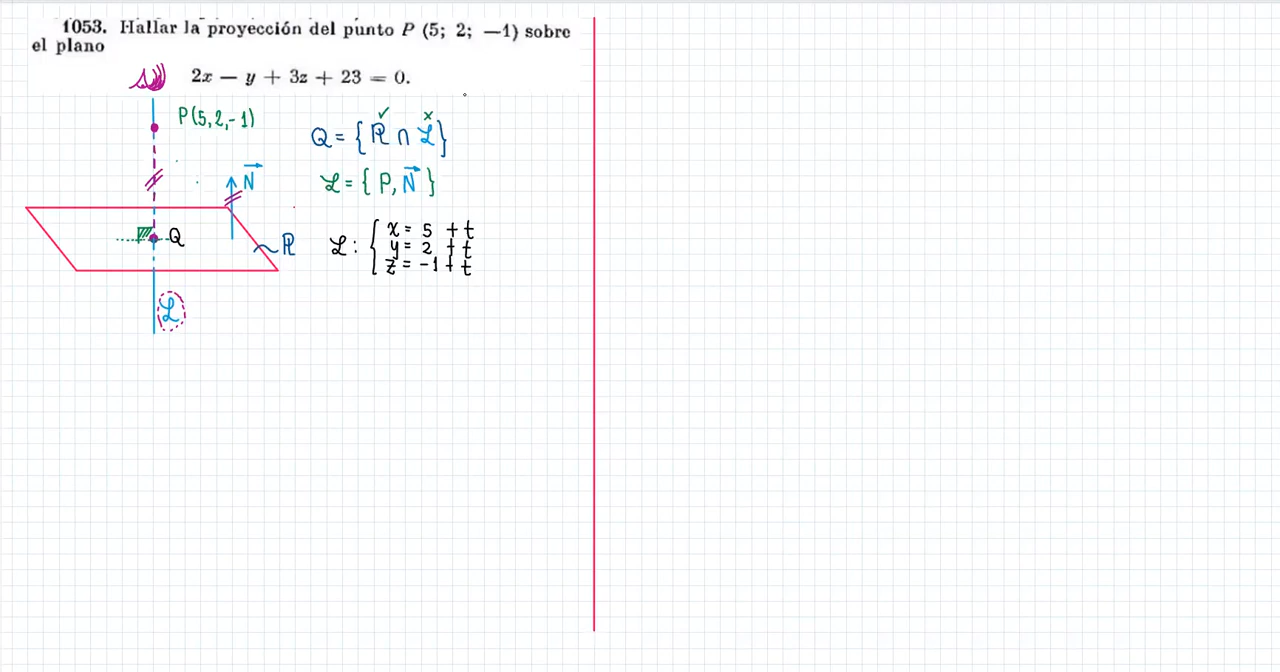 1053. Hallar la proyección del punto P (5; 2; —1) sobre
el plano
2x — y + 3z + 23 = 0.
P(5,2,-1)
N
Q
ℝ
ℒ
✓ x
Q = { ℝ ∩ ℒ }
ℒ = { P, N }
ℒ : { x = 5 + t
y = 2 + t
z = -1 + t